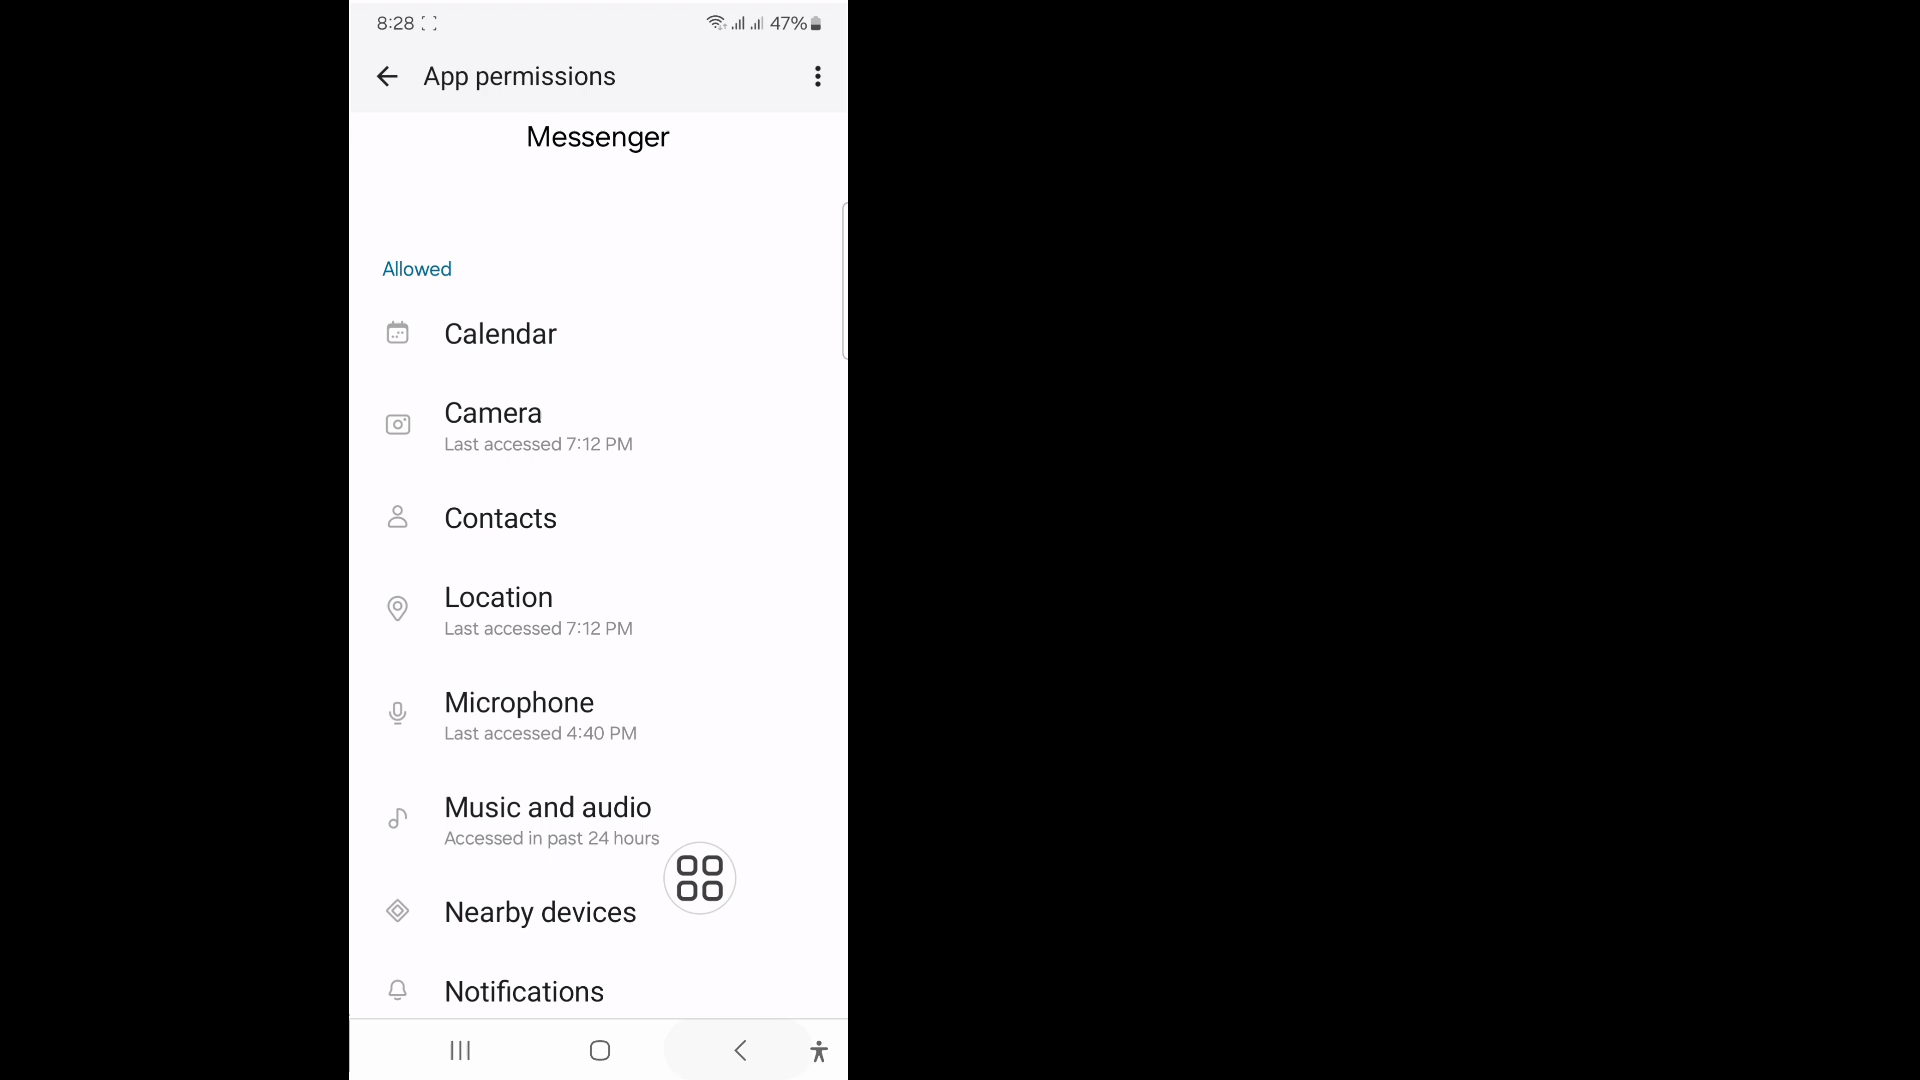 8:28
47%
App permissions
Messenger
Allowed
Calendar
Camera
Last accessed 7:12 PM
Contacts
Location
Last accessed 7:12 PM
Microphone
Last accessed 4:40 PM
Music and audio
Accessed in past 24 hours
Nearby devices
Notifications